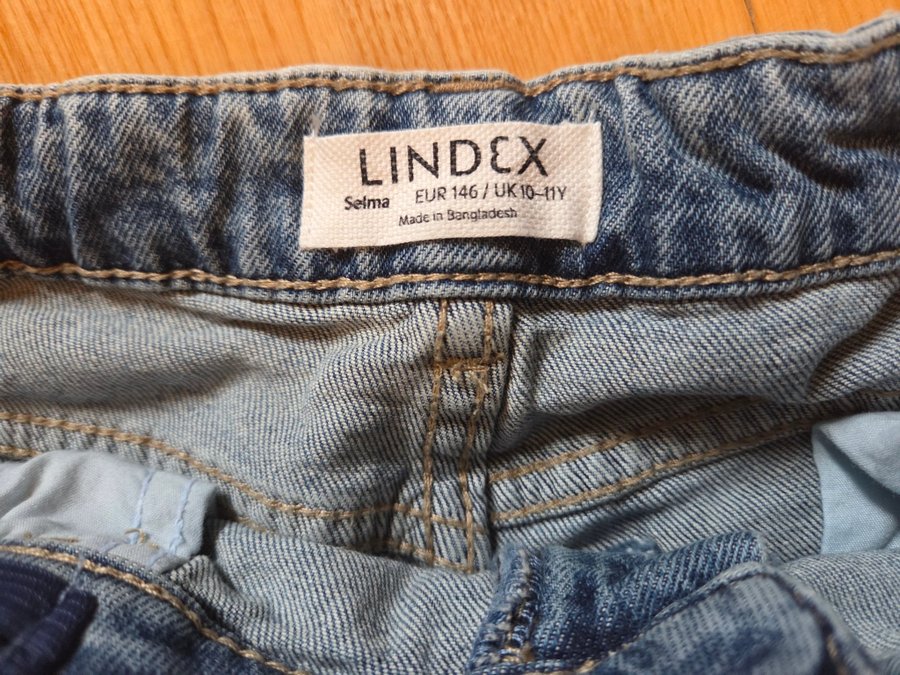 LINDEX
Selma EUR 146 / UK 10–11Y
Made in Bangladesh